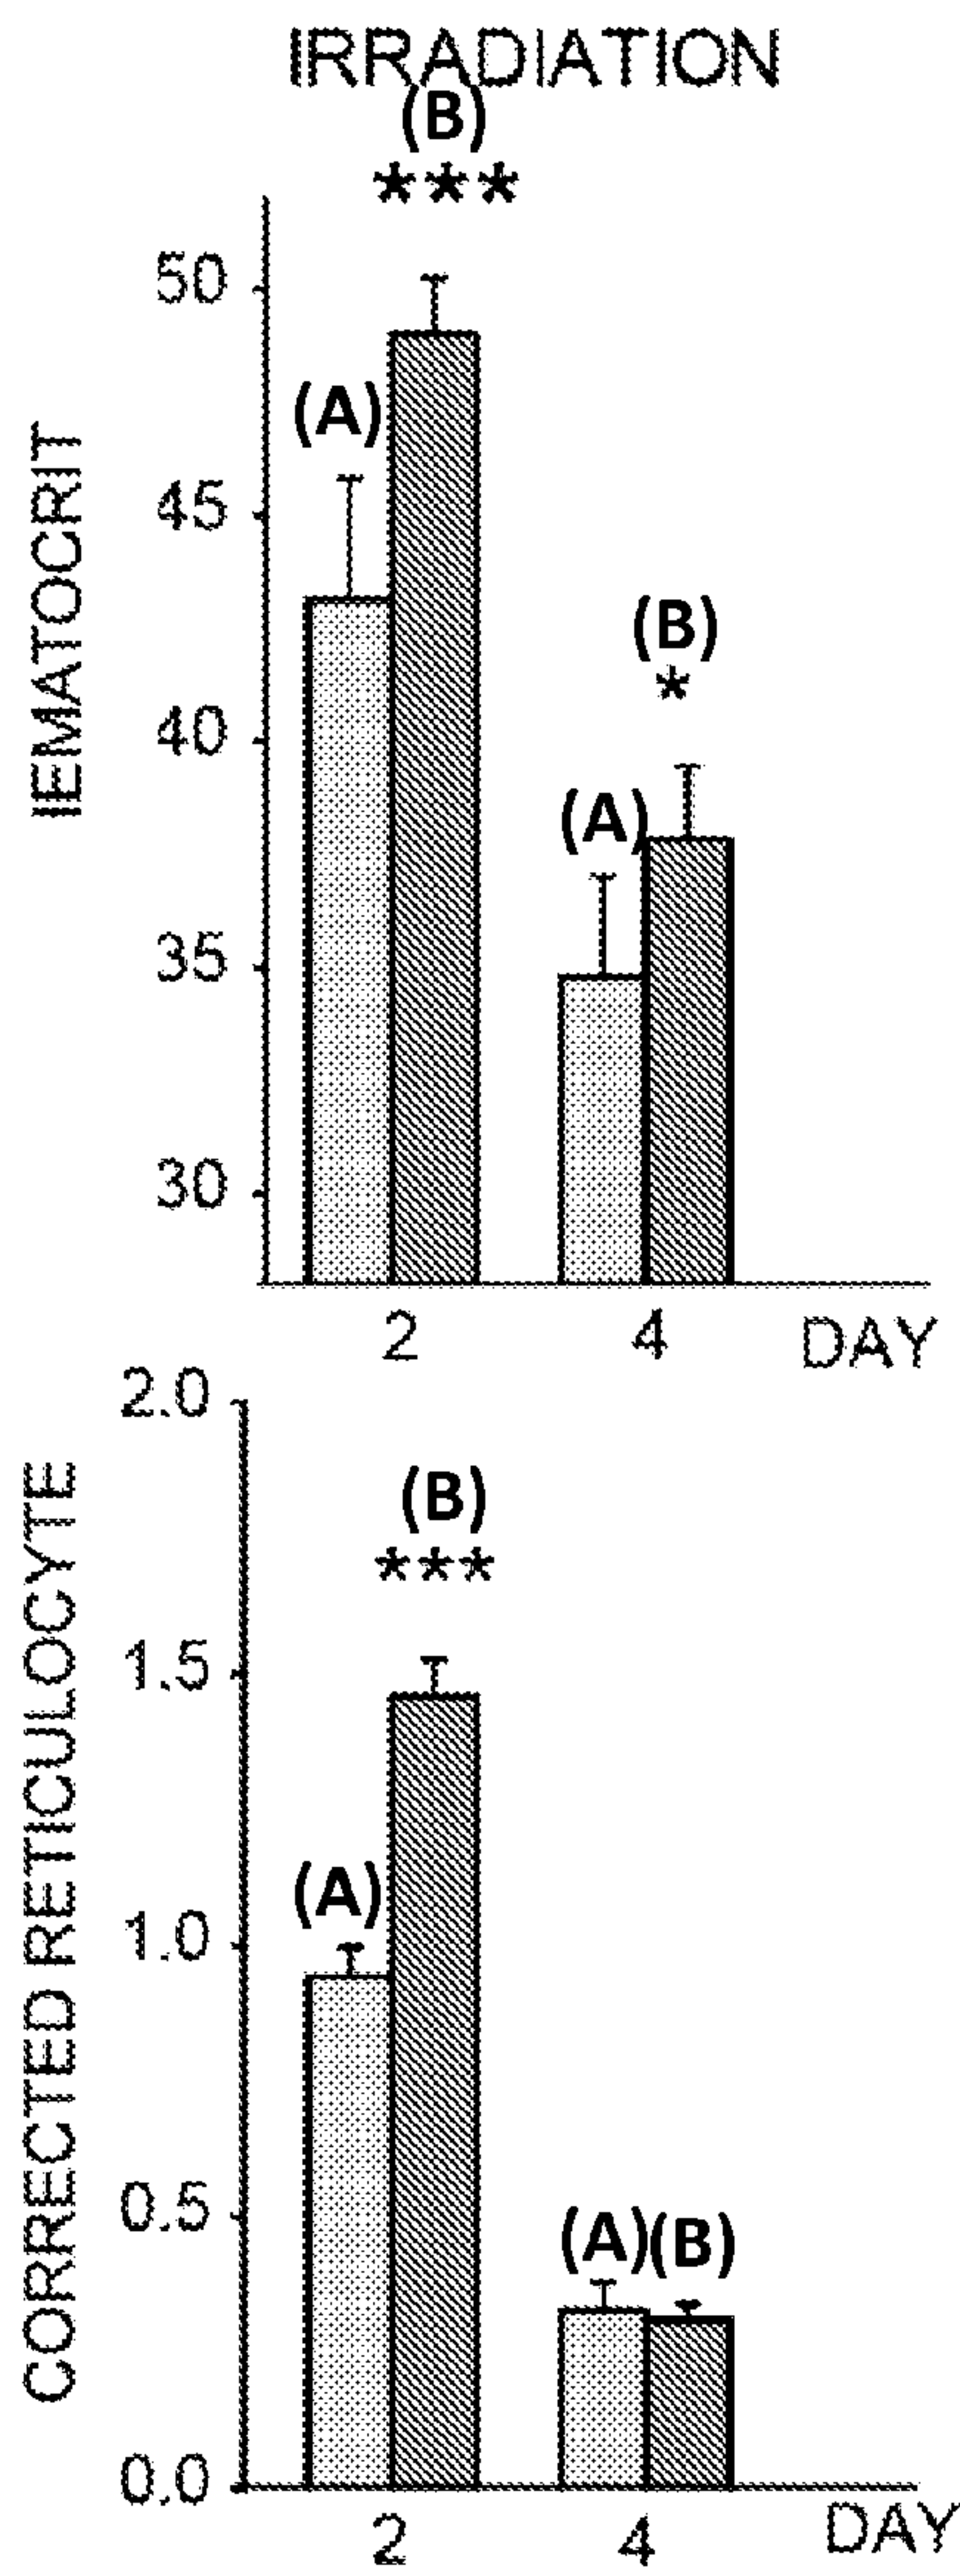 IRRADIATION
(B)
***
50
(A)
45
IEMATOCRIT
(B)
*
40
(A)
35
30
2 4 DAY
2.0
(B)
***
1.5
(A)
1.0
CORRECTED RETICULOCYTE
0.5
(A) (B)
0.0
2 4 DAY